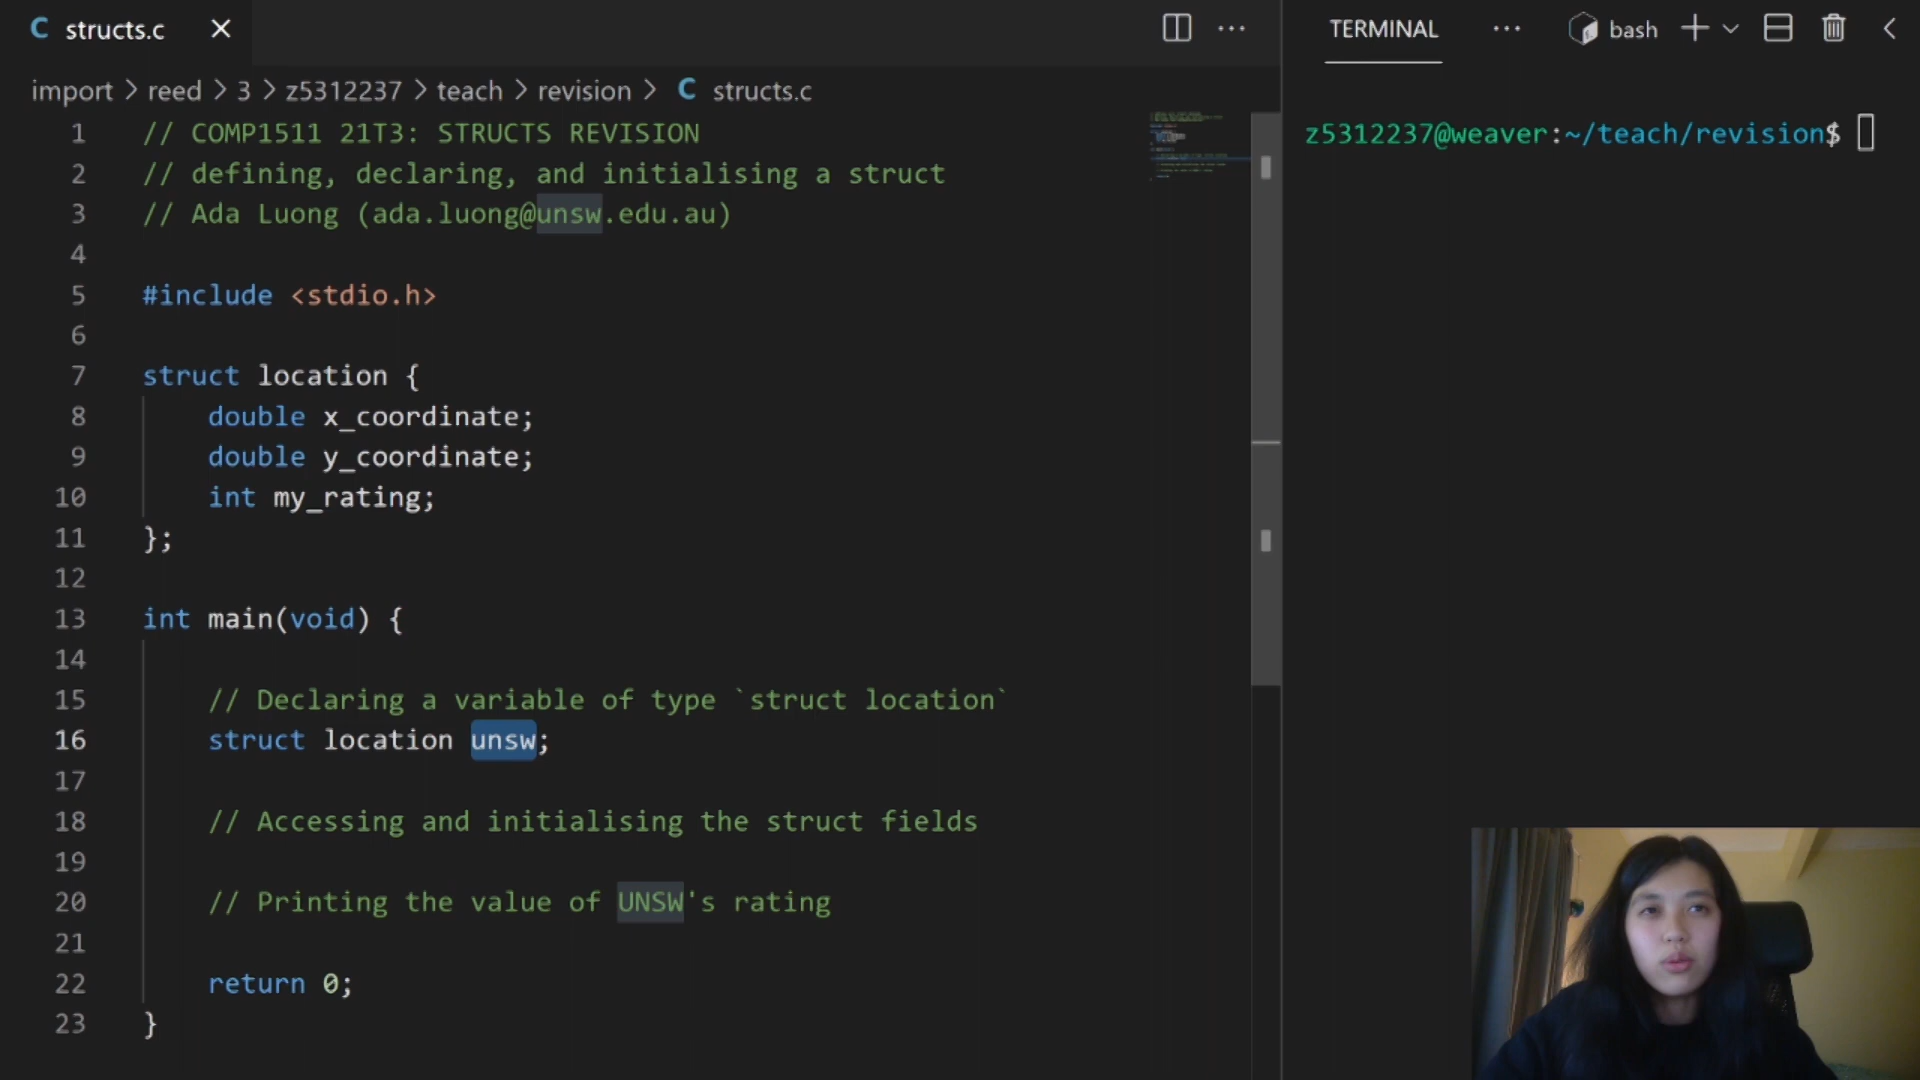 C structs.c
TERMINAL ··· bash
import > reed > 3 > z5312237 > teach > revision > C structs.c
1 // COMP1511 21T3: STRUCTS REVISION
2 // defining, declaring, and initialising a struct
3 // Ada Luong (ada.luong@unsw.edu.au)
4
5 #include <stdio.h>
6
7 struct location {
8     double x_coordinate;
9     double y_coordinate;
10     int my_rating;
11 };
12
13 int main(void) {
14
15     // Declaring a variable of type `struct location`
16     struct location unsw;
17
18     // Accessing and initialising the struct fields
19
20     // Printing the value of UNSW's rating
21
22     return 0;
23 }
z5312237@weaver:~/teach/revision$